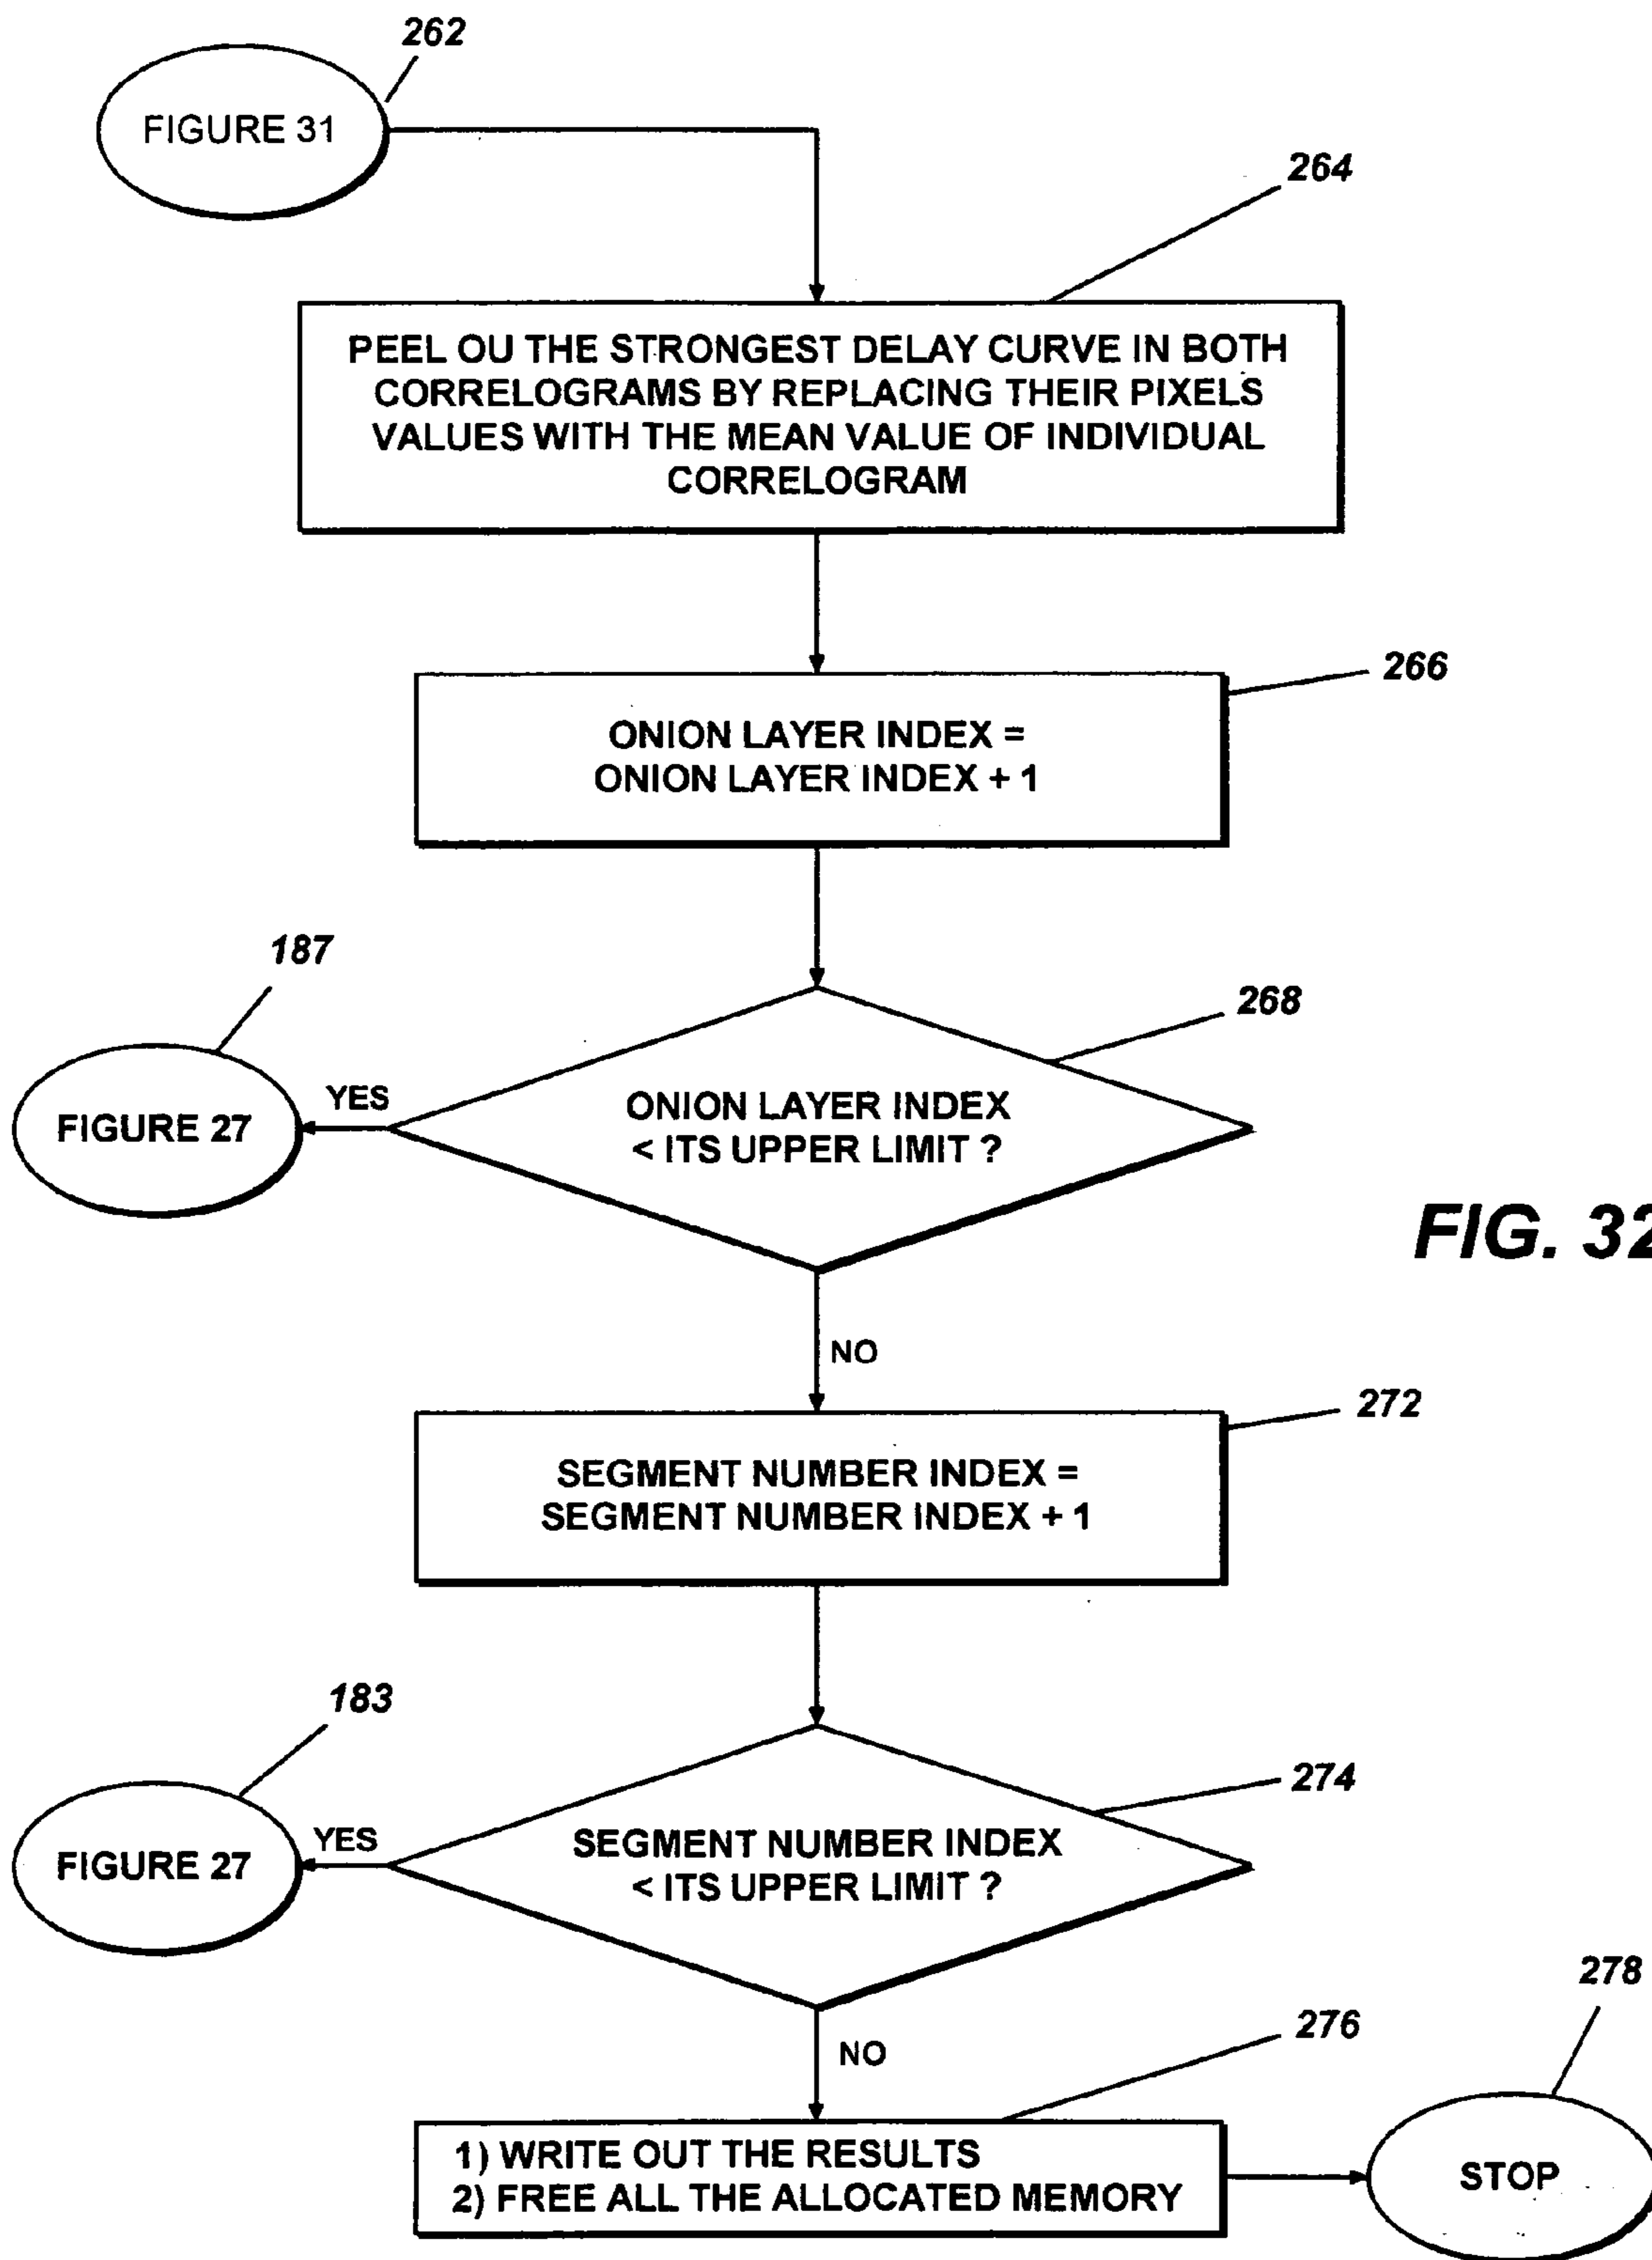 262
FIGURE 31
264
PEEL OU THE STRONGEST DELAY CURVE IN BOTH
CORRELOGRAMS BY REPLACING THEIR PIXELS
VALUES WITH THE MEAN VALUE OF INDIVIDUAL
CORRELOGRAM
266
ONION LAYER INDEX =
ONION LAYER INDEX + 1
187
268
FIGURE 27
YES
ONION LAYER INDEX
< ITS UPPER LIMIT ?
FIG. 32
NO
272
SEGMENT NUMBER INDEX =
SEGMENT NUMBER INDEX + 1
183
274
FIGURE 27
YES
SEGMENT NUMBER INDEX
< ITS UPPER LIMIT ?
278
276
NO
1) WRITE OUT THE RESULTS
2) FREE ALL THE ALLOCATED MEMORY
STOP